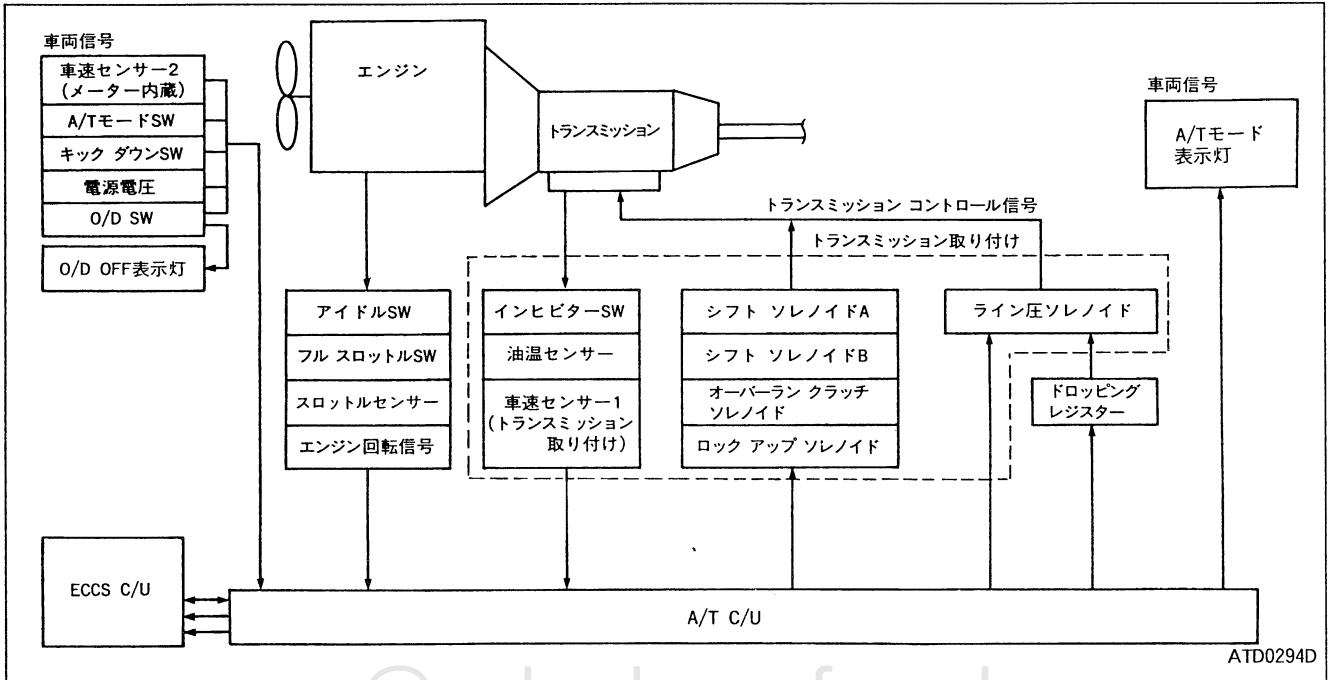 車両信号
車速センサー2
(メーター内蔵)
A/TモードSW
キック ダウンSW
電源電圧
O/D SW
O/D OFF表示灯
エンジン
トランスミッション
車両信号
A/Tモード
表示灯
トランスミッション コントロール信号
トランスミッション取り付け
アイドルSW
フル スロットルSW
スロットルセンサー
エンジン回転信号
インヒビターSW
油温センサー
車速センサー1
(トランスミッション
取り付け)
シフト ソレノイドA
シフト ソレノイドB
オーバーラン クラッチ
ソレノイド
ロック アップ ソレノイド
ライン圧ソレノイド
ドロッピング
レジスター
ECCS C/U
A/T C/U
ATD0294D